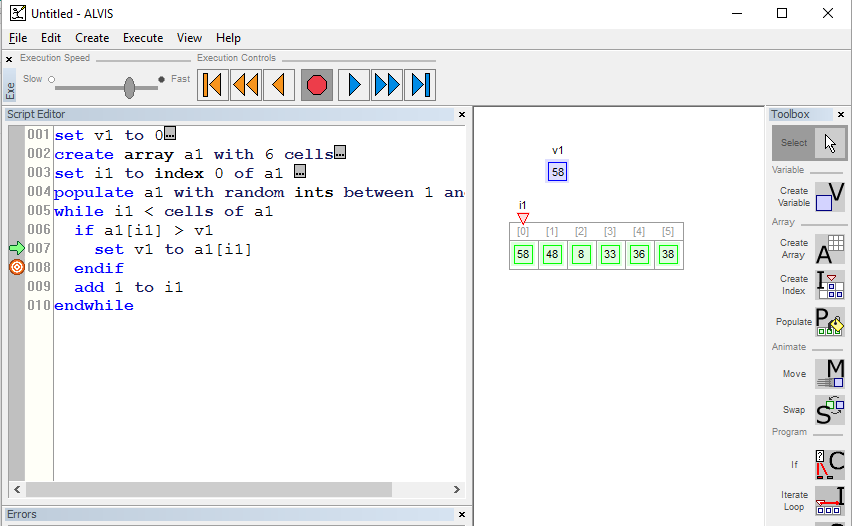 Untitled - ALVIS
File Edit Create Execute View Help
Execution Speed Execution Controls
Exe
Slow Fast
Script Editor
001 set v1 to 0...
002 create array a1 with 6 cells...
003 set i1 to index 0 of a1 ...
004 populate a1 with random ints between 1 an
005 while i1 < cells of a1
006 if a1[i1] > v1
007 set v1 to a1[i1]
008 endif
009 add 1 to i1
010 endwhile
Errors
v1
58
i1
[0] [1] [2] [3] [4] [5]
58 48 8 33 36 38
Toolbox
Select
Variable
Create
Variable
V
Array
Create
Array
A
Create
Index
I
Populate
P
Animate
Move
M
Swap
S
Program
If
? C
Iterate
Loop
I